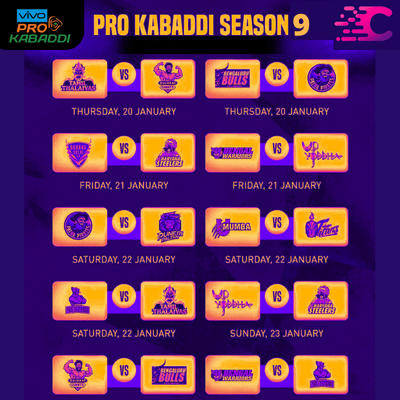 vivo
PRO
KABADDI
PRO KABADDI SEASON 9
C
TAMIL
THALAIVAS
VS
BENGALURU
BULLS
VS
THURSDAY, 20 JANUARY
THURSDAY, 20 JANUARY
VS
HARYANA
STEELERS
BENGAL
WARRIORS
VS
UP
YODDHA
FRIDAY, 21 JANUARY
FRIDAY, 21 JANUARY
VS
PUNERI
U MUMBA
VS
TITANS
SATURDAY, 22 JANUARY
SATURDAY, 22 JANUARY
VS
TAMIL
THALAIVAS
UP
YODDHA
VS
HARYANA
STEELERS
SATURDAY, 22 JANUARY
SUNDAY, 23 JANUARY
VS
BENGALURU
BULLS
BENGAL
WARRIORS
VS